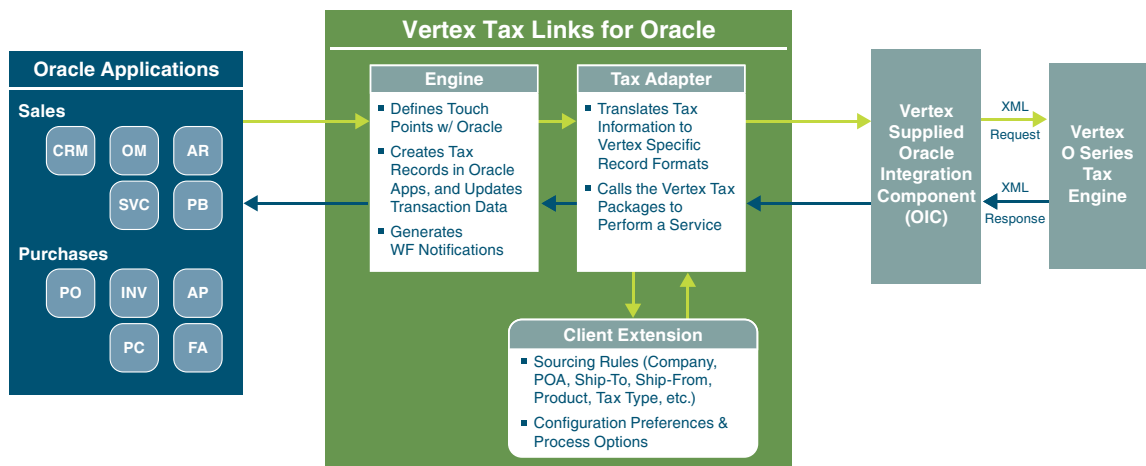 Oracle Applications
Sales
CRM
OM
AR
SVC
PB
Purchases
PO
INV
AP
PC
FA
Vertex Tax Links for Oracle
Engine
Defines Touch
Points w/ Oracle
Creates Tax
Records in Oracle
Apps, and Updates
Transaction Data
Generates
WF Notifications
Tax Adapter
Translates Tax
Information to
Vertex Specific
Record Formats
Calls the Vertex Tax
Packages to
Perform a Service
Client Extension
Sourcing Rules (Company,
POA, Ship-To, Ship-From,
Product, Tax Type, etc.)
Configuration Preferences &
Process Options
Vertex
Supplied
Oracle
Integration
Component
(OIC)
XML
Request
XML
Response
Vertex
O Series
Tax
Engine